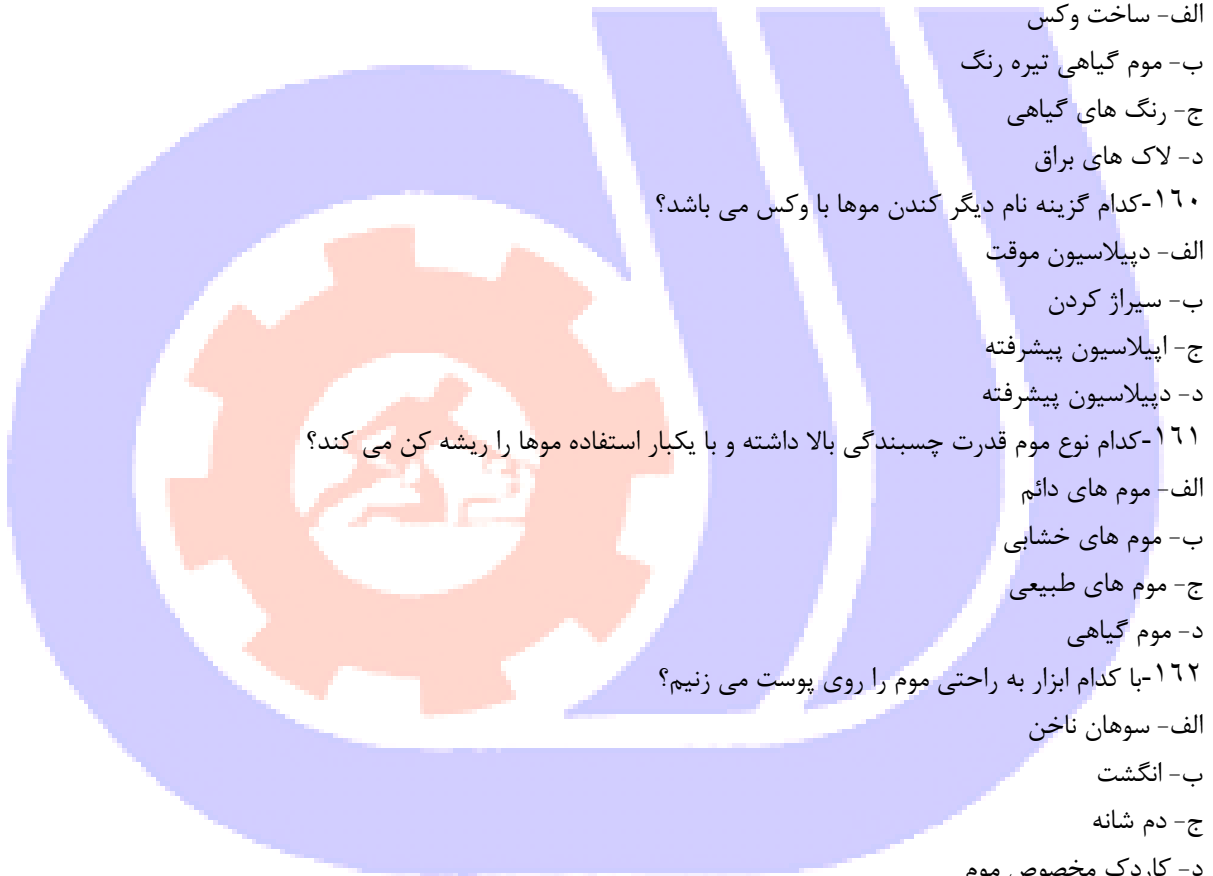 الف- ساخت وکس
ب- موم گیاهی تیره رنگ
ج- رنگ های گیاهی
د- لاک های براق
۱۶۰-کدام گزینه نام دیگر کندن موها با وکس می باشد؟
الف- دپیلاسیون موقت
ب- سیراژ کردن
ج- اپیلاسیون پیشرفته
د- دپیلاسیون پیشرفته
۱۶۱-کدام نوع موم قدرت چسبندگی بالا داشته و با یکبار استفاده موها را ریشه کن می کند؟
الف- موم های دائم
ب- موم های خشابی
ج- موم های طبیعی
د- موم گیاهی
۱۶۲-با کدام ابزار به راحتی موم را روی پوست می زنیم؟
الف- سوهان ناخن
ب- انگشت
ج- دم شانه
د- کاردک مخصوص موم